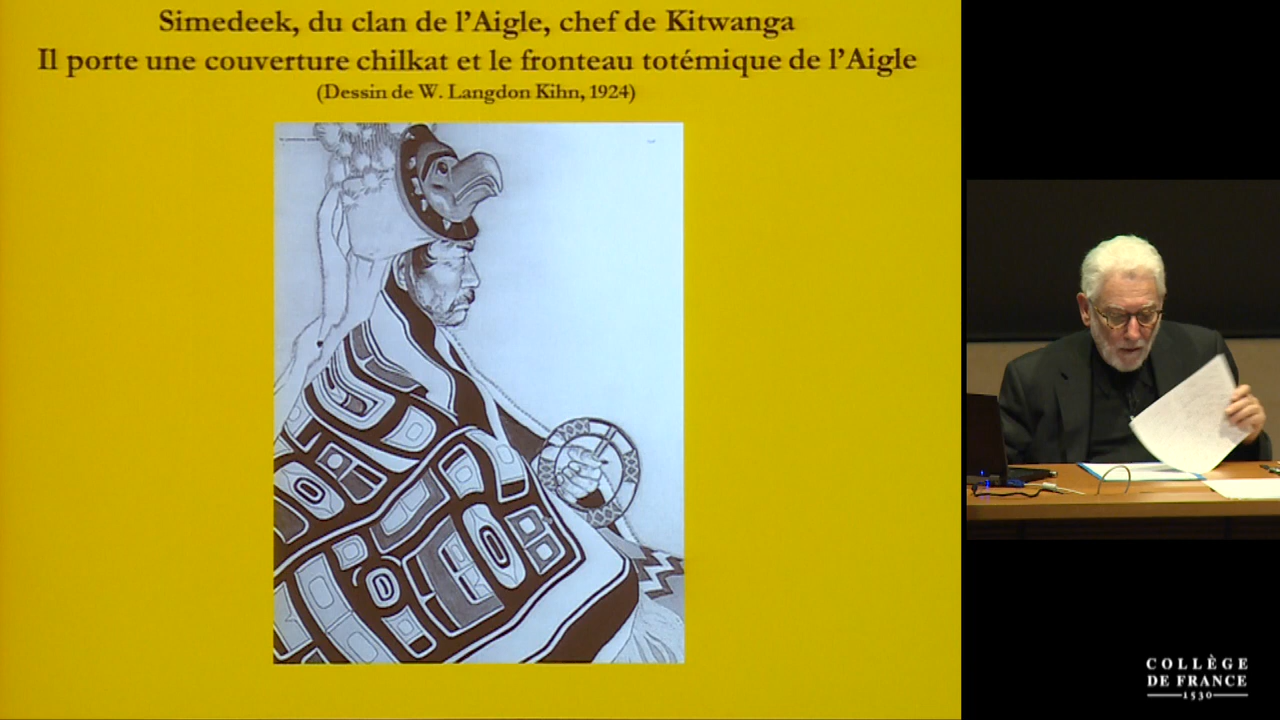 Simedeek, du clan de l'Aigle, chef de Kitwanga
Il porte une couverture chilkat et le fronteau totémique de l'Aigle
(Dessin de W. Langdon Kihn, 1924)
COLLÈGE
DE FRANCE
1530